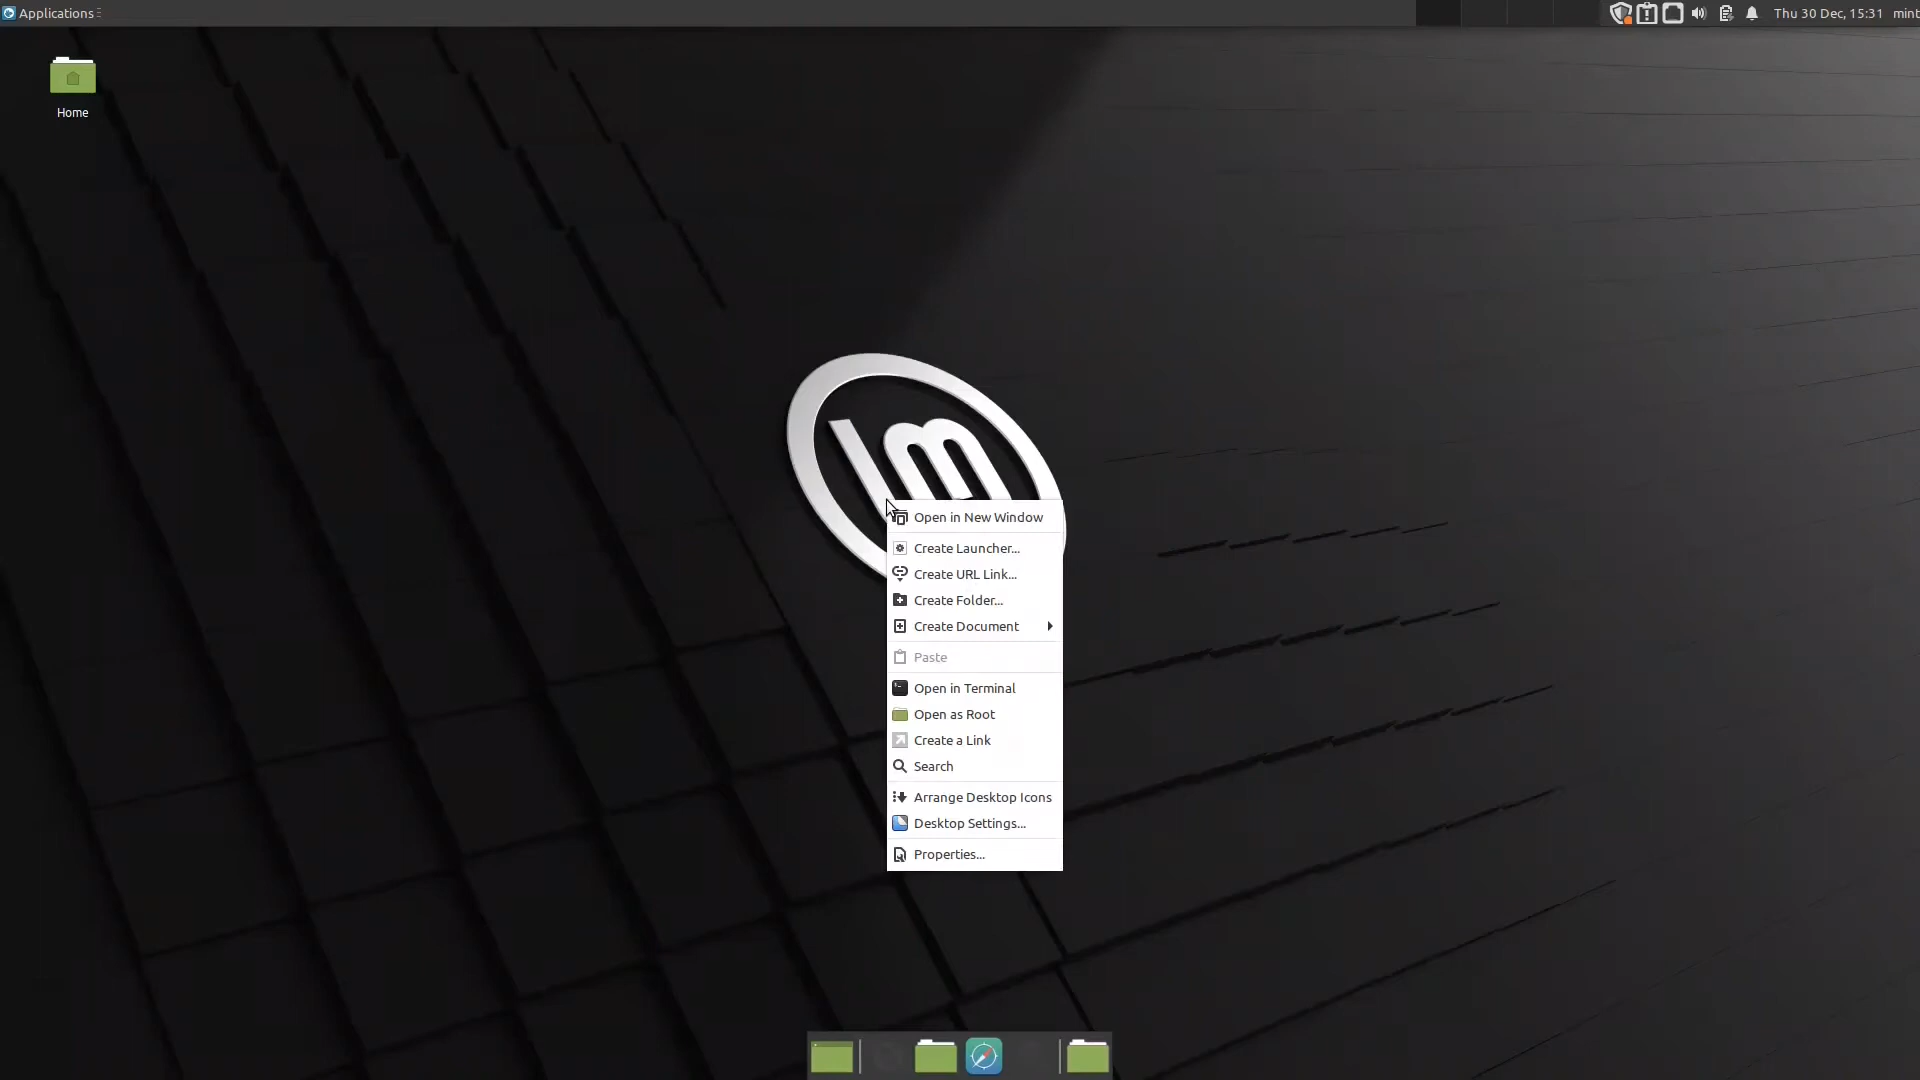 Applications
Thu 30 Dec, 15:31 mint
Home
lm
Open in New Window
Create Launcher...
Create URL Link...
Create Folder...
Create Document
Paste
Open in Terminal
Open as Root
Create a Link
Search
Arrange Desktop Icons
Desktop Settings...
Properties...